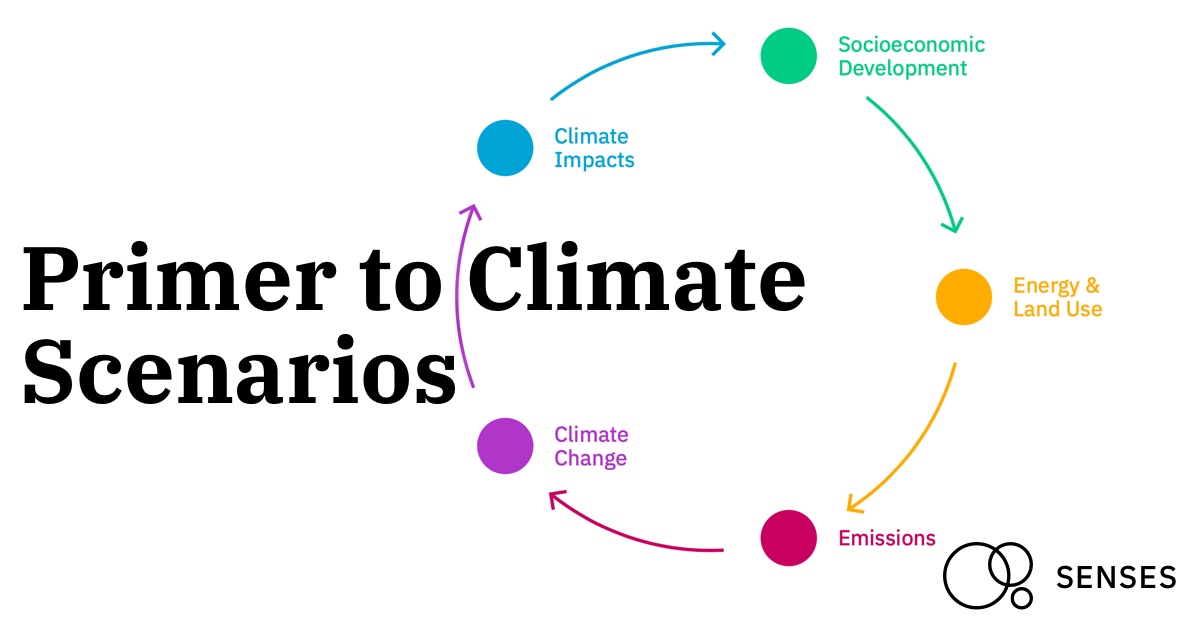 Primer to Climate
Scenarios
Socioeconomic
Development
Climate
Impacts
Energy &
Land Use
Climate
Change
Emissions
SENSES